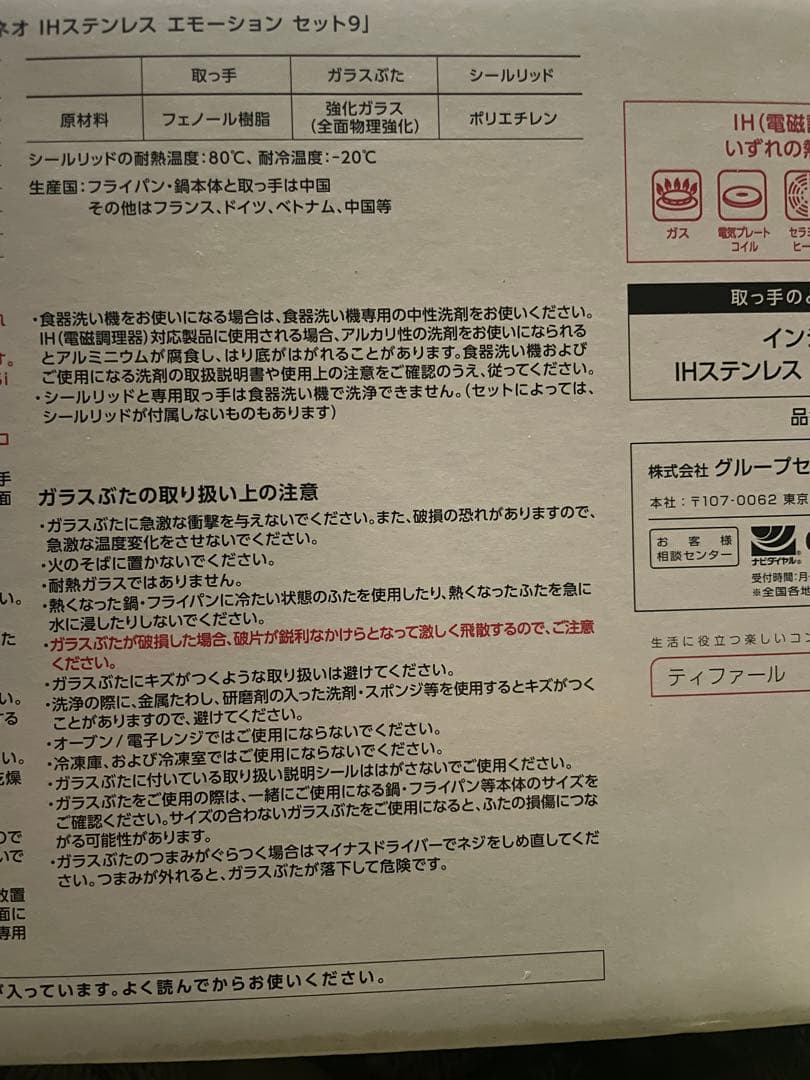 ネオ IHステンレス エモーション セット9」
取っ手 ガラスぶた シールリッド
原材料 フェノール樹脂 強化ガラス(全面物理強化) ポリエチレン
シールリッドの耐熱温度:80℃、耐冷温度:-20℃
生産国:フライパン・鍋本体と取っ手は中国
その他はフランス、ドイツ、ベトナム、中国等
・食器洗い機をお使いになる場合は、食器洗い機専用の中性洗剤をお使いください。
IH(電磁調理器)対応製品に使用される場合、アルカリ性の洗剤をお使いになられる
とアルミニウムが腐食し、はり底がはがれることがあります。食器洗い機および
ご使用になる洗剤の取扱説明書や使用上の注意をご確認のうえ、従ってください。
・シールリッドと専用取っ手は食器洗い機で洗浄できません。(セットによっては、
シールリッドが付属しないものもあります)
ガラスぶたの取り扱い上の注意
・ガラスぶたに急激な衝撃を与えないでください。また、破損の恐れがありますので、
急激な温度変化をさせないでください。
・火のそばに置かないでください。
・耐熱ガラスではありません。
・熱くなった鍋・フライパンに冷たい状態のふたを使用したり、熱くなったふたを急に
水に浸したりしないでください。
・ガラスぶたが破損した場合、破片が鋭利なかけらとなって激しく飛散するので、ご注意
ください。
・ガラスぶたにキズがつくような取り扱いは避けてください。
・洗浄の際に、金属たわし、研磨剤の入った洗剤・スポンジ等を使用するとキズがつく
ことがありますので、避けてください。
・オーブン/電子レンジではご使用にならないでください。
・冷凍庫、および冷凍室ではご使用にならないでください。
・ガラスぶたに付いている取り扱い説明シールははがさないでご使用ください。
・ガラスぶたをご使用の際は、一緒にご使用になる鍋・フライパン等本体のサイズを
ご確認ください。サイズの合わないガラスぶたをご使用になると、ふたの損傷につな
がる可能性があります。
・ガラスぶたのつまみがぐらつく場合はマイナスドライバーでネジをしめ直してくだ
さい。つまみが外れると、ガラスぶたが落下して危険です。
が入っています。よく読んでからお使いください。
IH(電磁調
いずれの熱
ガス
電気プレート
コイル
セラミ
ヒー
取っ手のよ
イン
IHステンレス
品
株式会社 グループセ
本社:〒107-0062 東京
お客様
相談センター
ナビダイヤル®
受付時間:月
※全国各地
生活に役立つ楽しいコン
ティファール